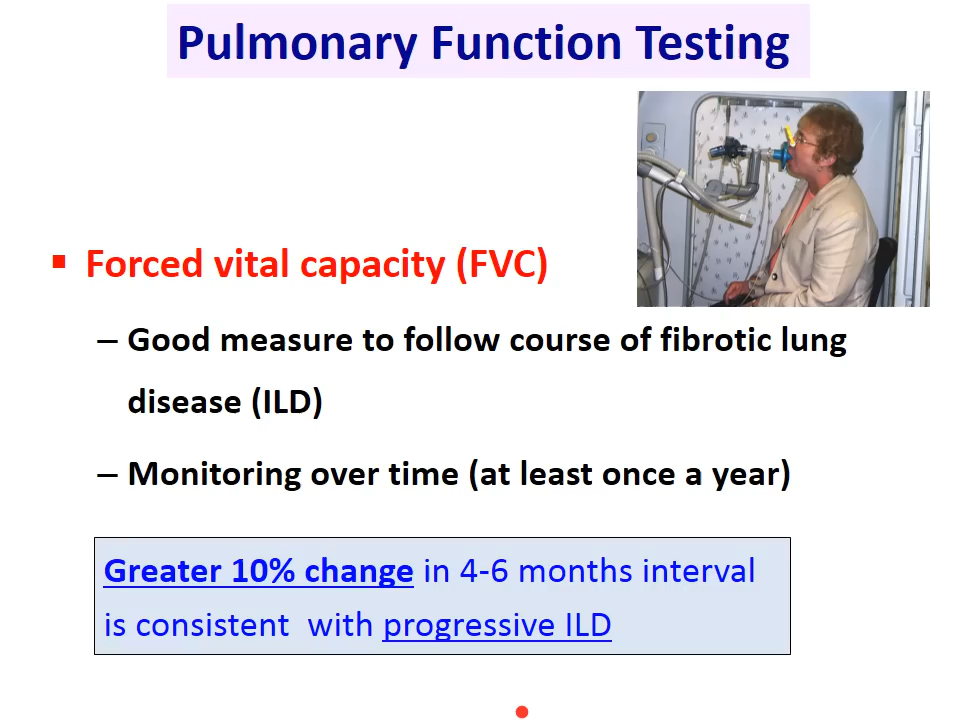 Pulmonary Function Testing
▪ Forced vital capacity (FVC)
– Good measure to follow course of fibrotic lung
disease (ILD)
– Monitoring over time (at least once a year)
Greater 10% change in 4-6 months interval
is consistent  with progressive ILD